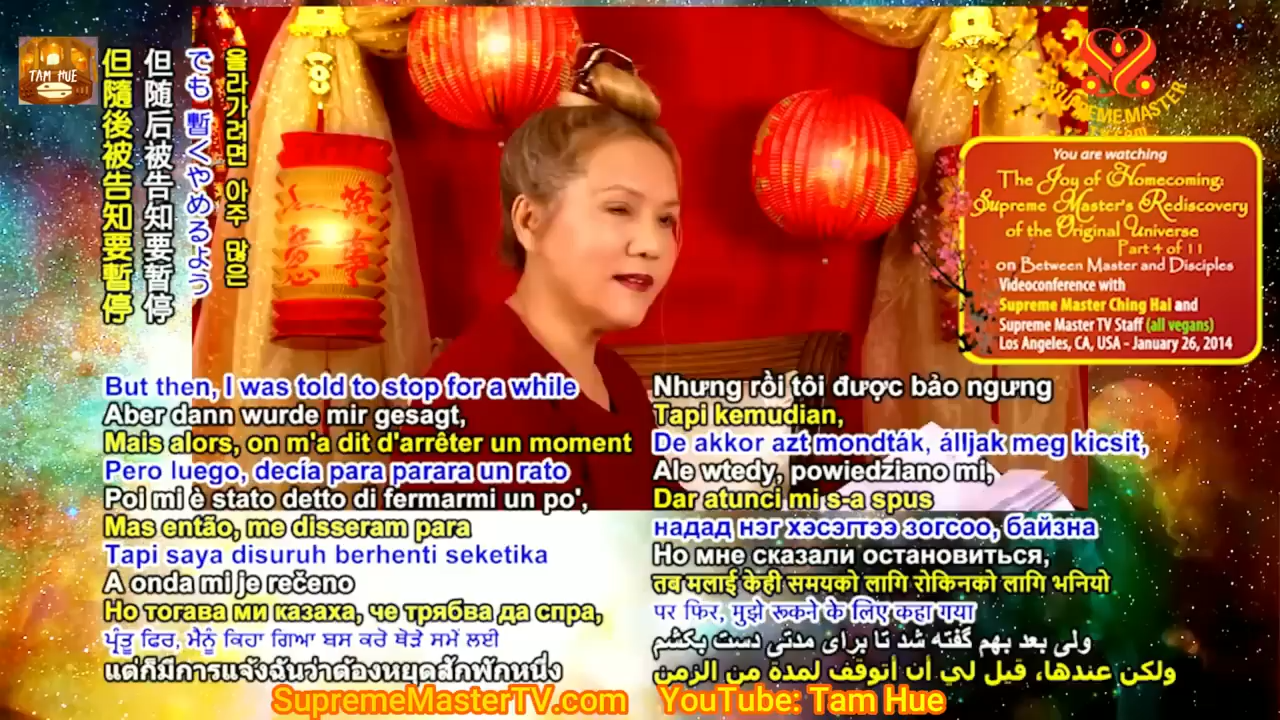 TAM HUE
但隨後被告知要暫停
但随后被告知要暂停
でも 暫くやめるよう
올라가려면 아주 많은
SUPREME MASTER
You are watching
The Joy of Homecoming:
Supreme Master's Rediscovery
of the Original Universe
Part 4 of 11
on Between Master and Disciples
Videoconference with
Supreme Master Ching Hai and
Supreme Master TV Staff (all vegans)
Los Angeles, CA, USA - January 26, 2014
But then, I was told to stop for a while
Aber dann wurde mir gesagt,
Mais alors, on m'a dit d'arrêter un moment
Pero luego, decía para parara un rato
Poi mi è stato detto di fermarmi un po',
Mas então, me disseram para
Tapi saya disuruh berhenti seketika
A onda mi je rečeno
Но тогава ми казаха, че трябва да спра,
ਪ੍ਰੰਤੂ ਫਿਰ, ਮੈਨੂੰ ਕਿਹਾ ਗਿਆ ਬਸ ਕਰੋ ਥੋੜੇ ਸਮੇਂ ਲਈ
แต่ก็มีการแจ้งฉันว่าต้องหยุดสักพักหนึ่ง
Nhưng rồi tôi được bảo ngưng
Tapi kemudian,
De akkor azt mondták, álljak meg kicsit,
Ale wtedy, powiedziano mi,
Dar atunci mi s-a spus
надад нэг хэсэгтээ зогсоо, байзна
Но мне сказали остановиться,
तब मलाई केही समयको लागि रोकिनको लागि भनियो
पर फिर, मुझे रूकने के लिए कहा गया
ولی بعد بهم گفته شد تا برای مدتی دست بکشم
ولكن عندها، قيل لي أن أتوقف لمدة من الزمن
SupremeMasterTV.com YouTube: Tam Hue